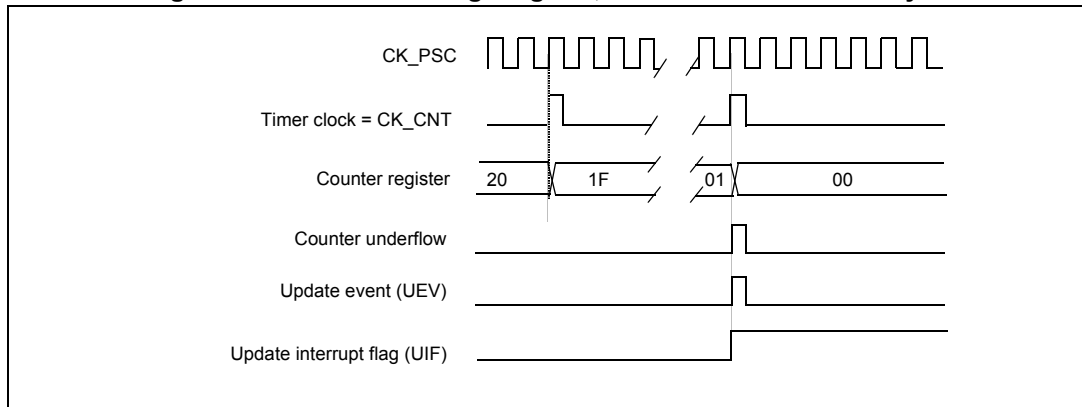 CK_PSC
Timer clock = CK_CNT
Counter register 20 1F 01 00
Counter underflow
Update event (UEV)
Update interrupt flag (UIF)